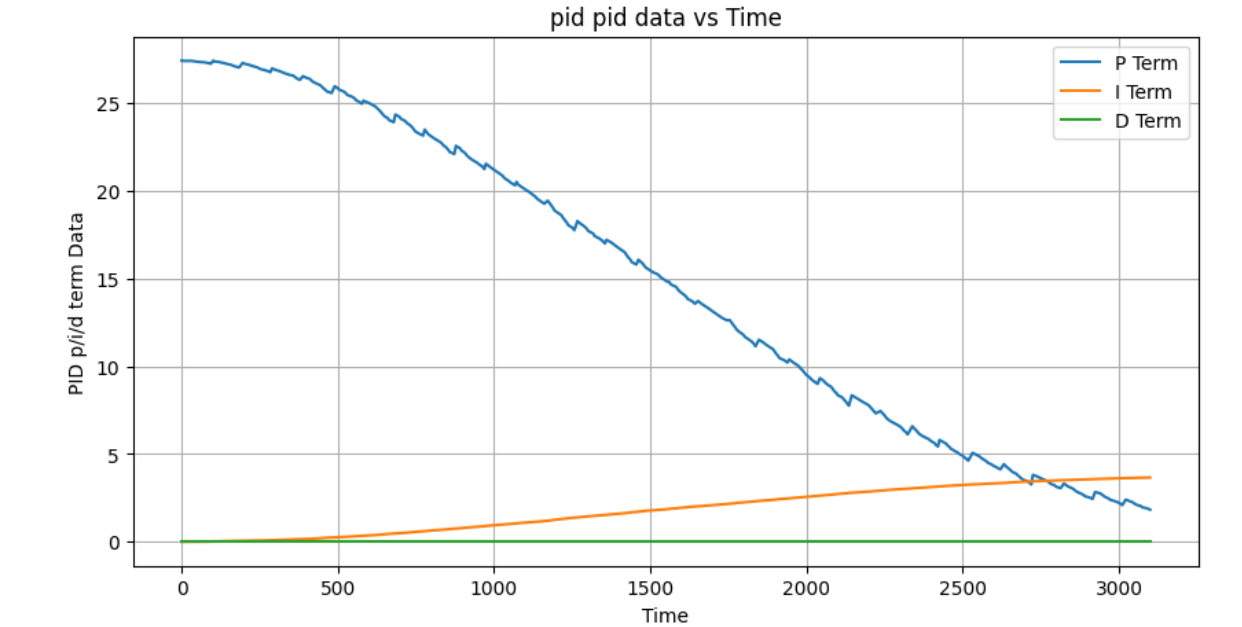 pid pid data vs Time
P Term
I Term
D Term
PID p/i/d term Data
25
20
15
10
5
0
0 500 1000 1500 2000 2500 3000
Time